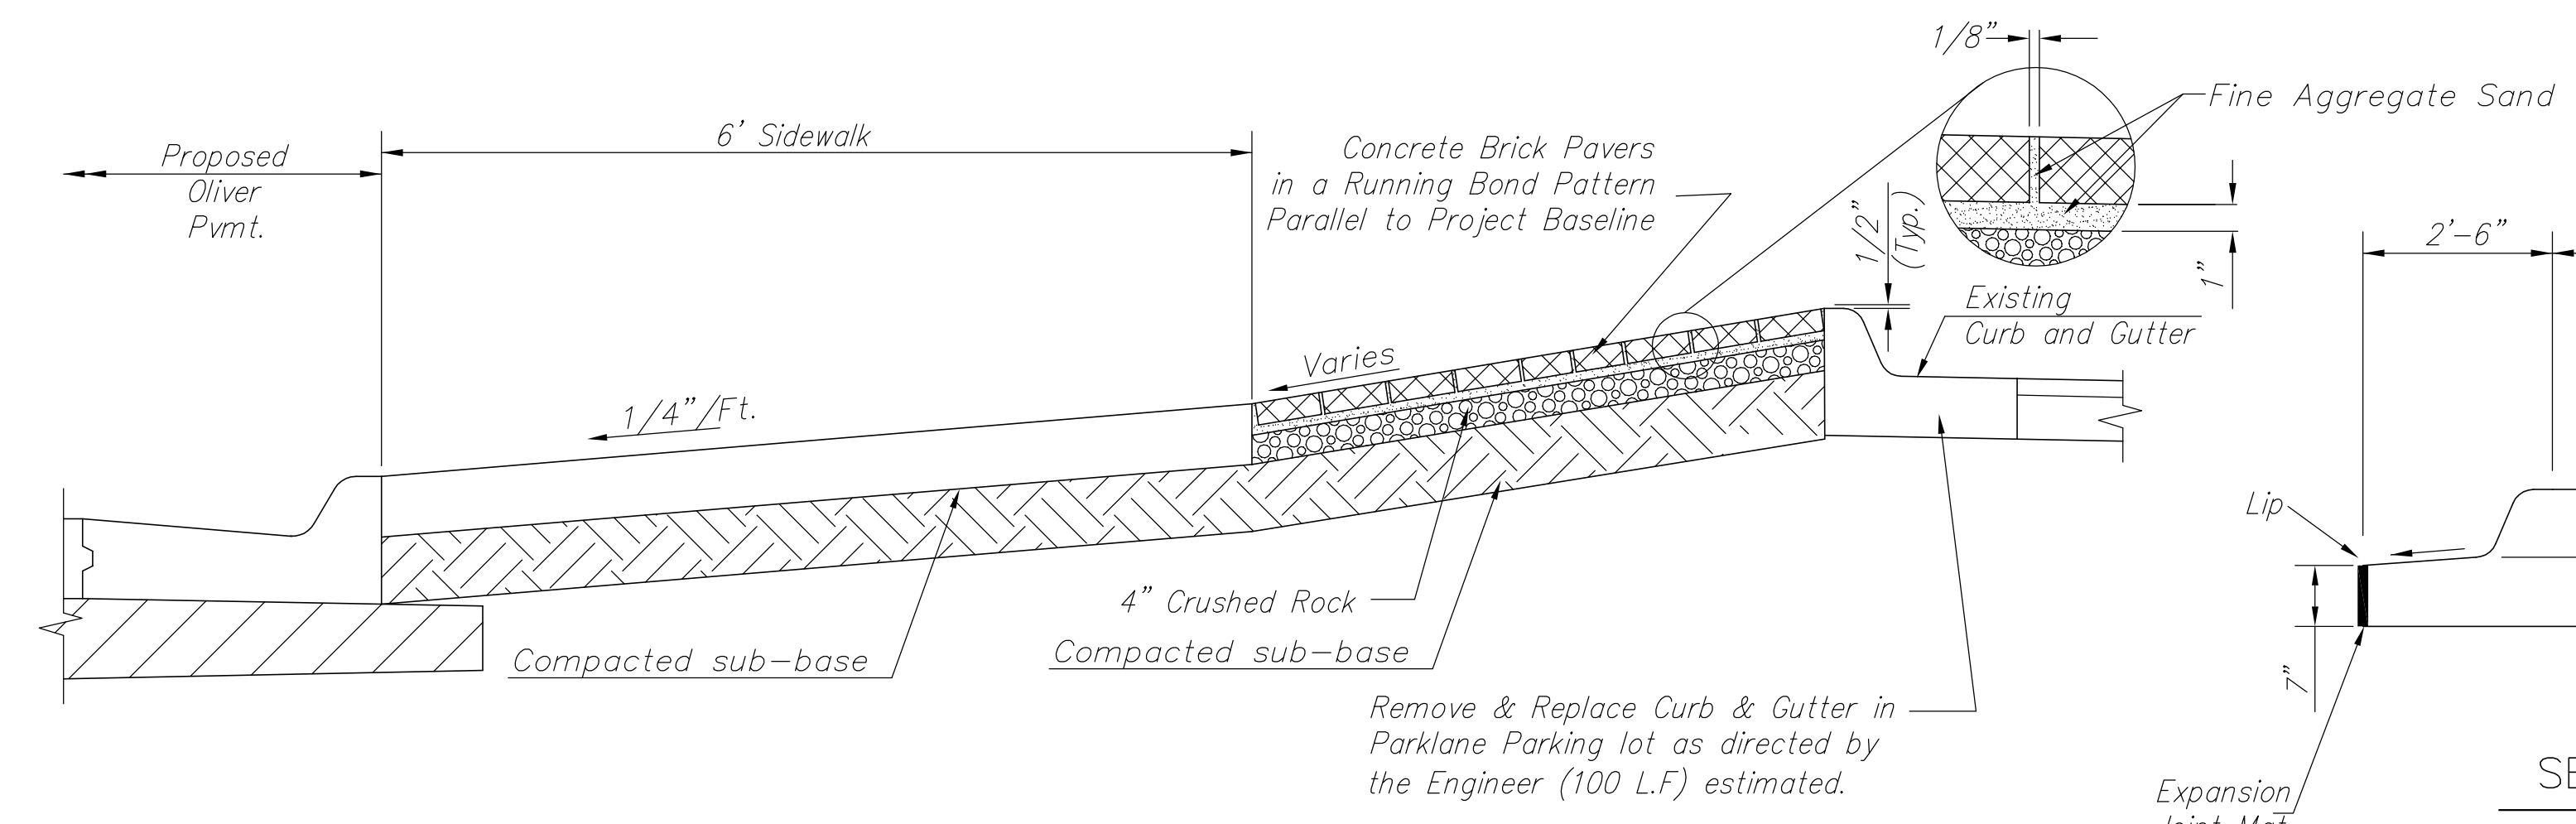 1/8"
Fine Aggregate Sand
6' Sidewalk
Proposed
Oliver
Pvmt.
Concrete Brick Pavers
in a Running Bond Pattern
Parallel to Project Baseline
1/2"
(Typ.)
1"
2'-6"
Existing
Curb and Gutter
Varies
1/4"/Ft.
Lip
4" Crushed Rock
Compacted sub-base
Compacted sub-base
7"
Remove & Replace Curb & Gutter in
Parklane Parking lot as directed by
the Engineer (100 L.F) estimated.
SE
Expansion
Joint Mat